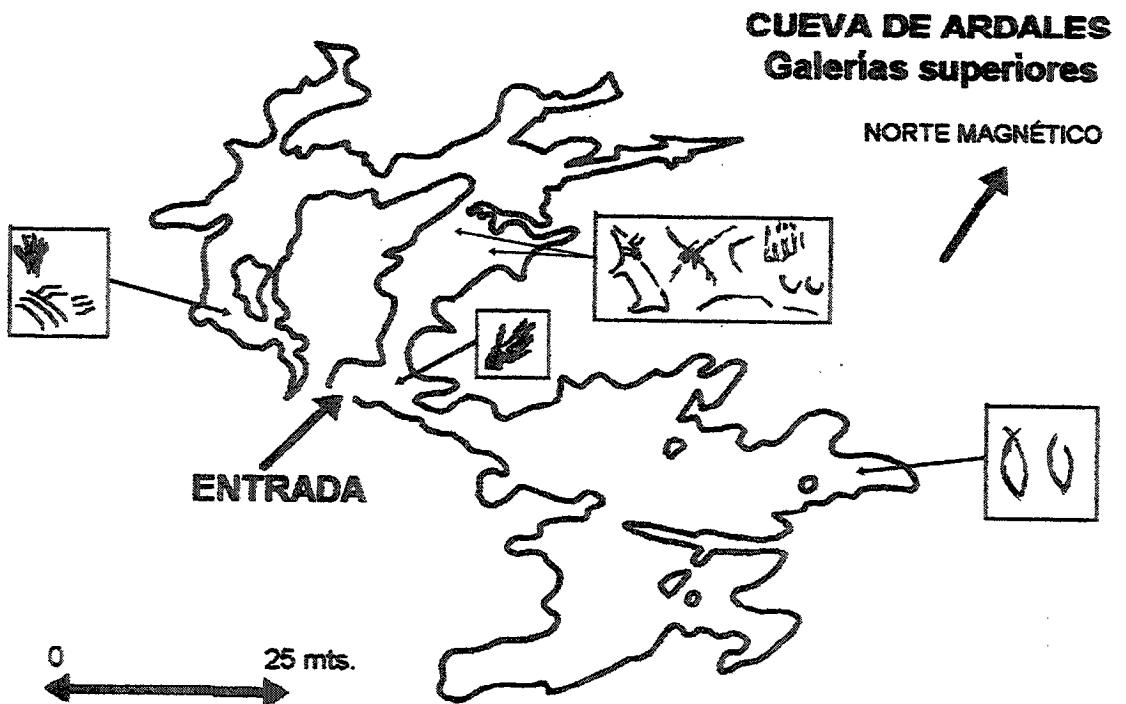 CUEVA DE ARDALES
Galerías superiores
NORTE MAGNÉTICO
ENTRADA
0
25 mts.